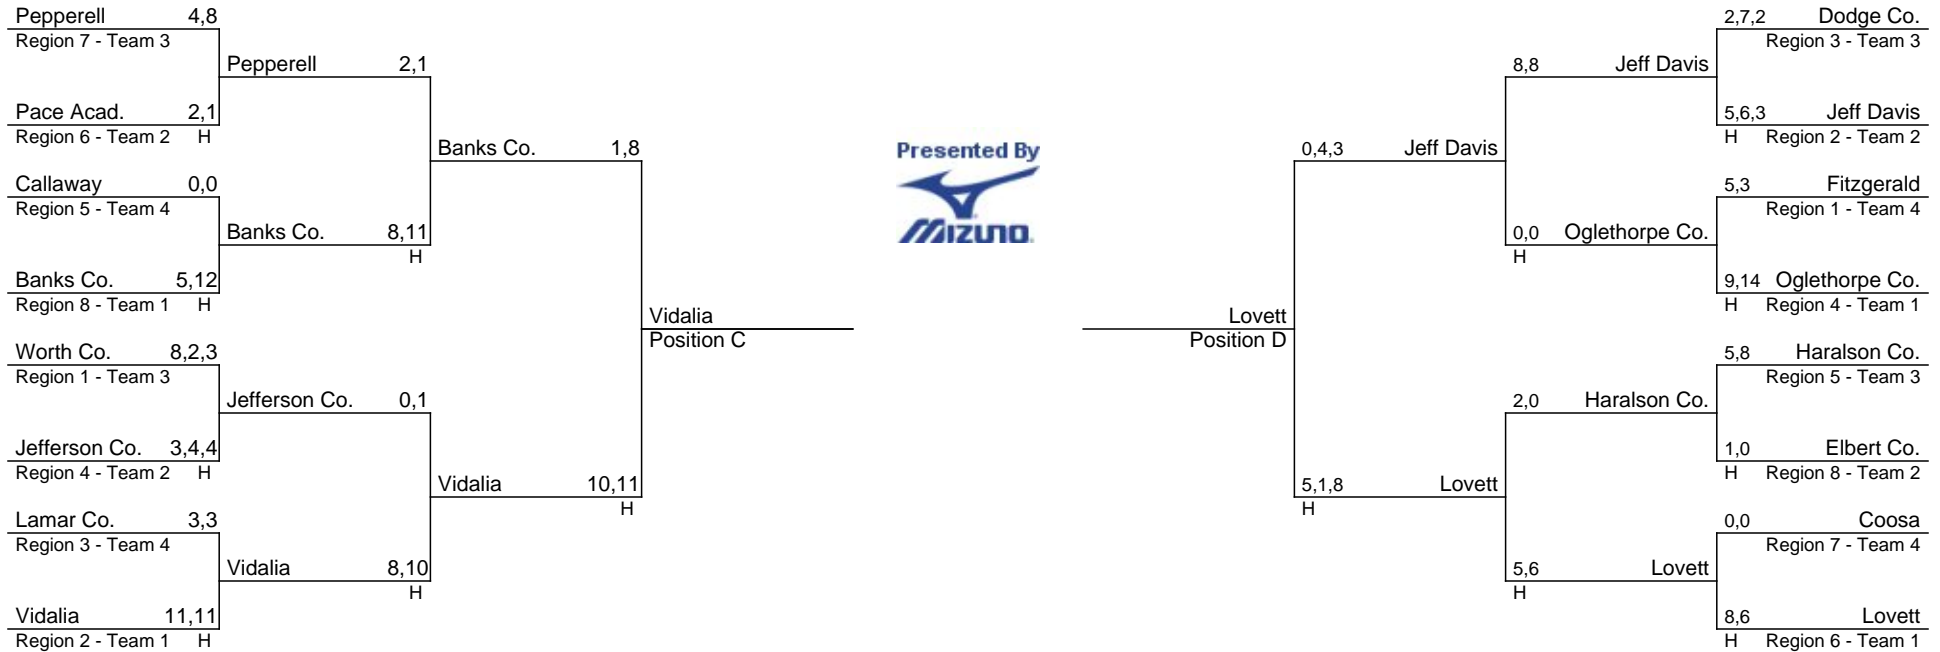 Pepperell 4,8
Region 7 - Team 3
Pepperell 2,1
Pace Acad. 2,1
Region 6 - Team 2 H
Banks Co. 1,8
Callaway 0,0
Region 5 - Team 4
Banks Co. 8,11
H
Banks Co. 5,12
Region 8 - Team 1 H
Vidalia
Position C
Worth Co. 8,2,3
Region 1 - Team 3
Jefferson Co. 0,1
Jefferson Co. 3,4,4
Region 4 - Team 2 H
Vidalia 10,11
H
Lamar Co. 3,3
Region 3 - Team 4
Vidalia 8,10
H
Vidalia 11,11
Region 2 - Team 1 H
Presented By
MIZUNO
2,7,2 Dodge Co.
Region 3 - Team 3
8,8 Jeff Davis
5,6,3 Jeff Davis
H Region 2 - Team 2
0,4,3 Jeff Davis
5,3 Fitzgerald
Region 1 - Team 4
0,0 Oglethorpe Co.
H
9,14 Oglethorpe Co.
H Region 4 - Team 1
Lovett
Position D
5,8 Haralson Co.
Region 5 - Team 3
2,0 Haralson Co.
1,0 Elbert Co.
H Region 8 - Team 2
5,1,8 Lovett
H
0,0 Coosa
Region 7 - Team 4
5,6 Lovett
H
8,6 Lovett
H Region 6 - Team 1